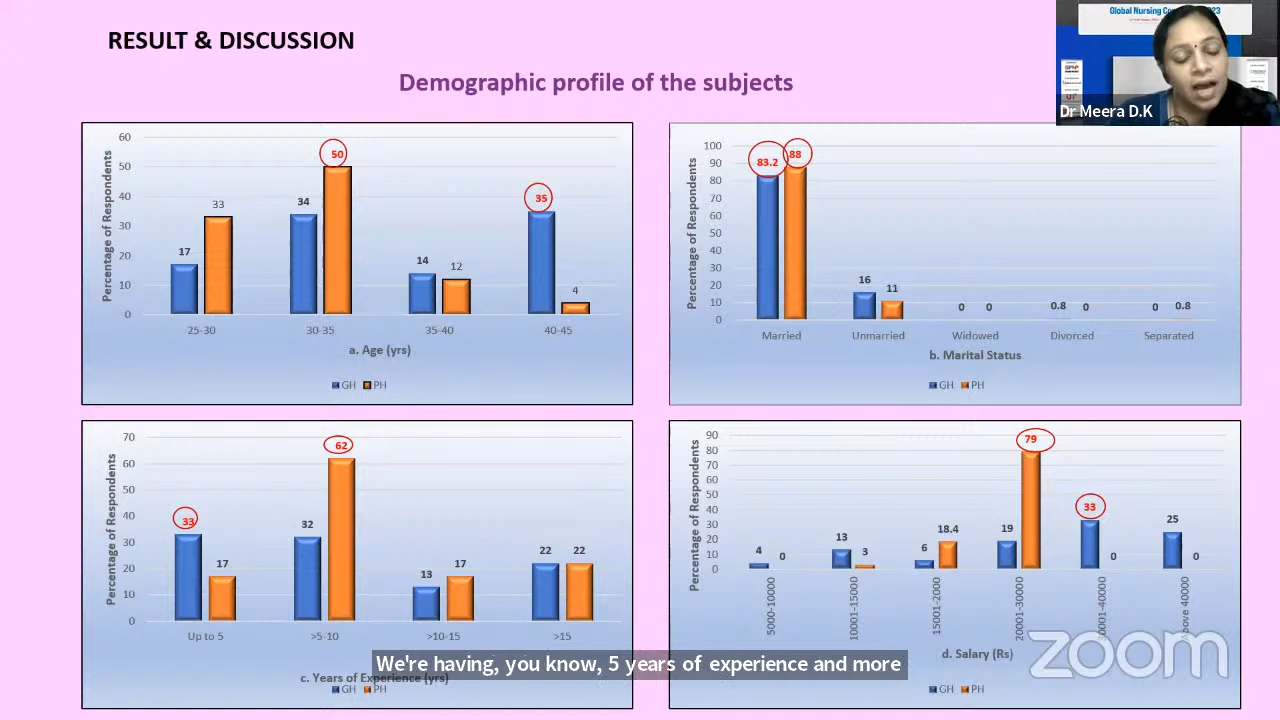 RESULT & DISCUSSION
Demographic profile of the subjects
Global Nursing Co 23
Dr Meera D.K
60
50
40
30
20
10
0
Percentage of Respondents
17
33
34
50
14
12
35
4
25-30
30-35
35-40
40-45
a. Age (yrs)
GH
PH
100
90
80
70
60
50
40
30
20
10
0
Percentage of Respondents
83.2
88
16
11
0
0
0.8
0
0
0.8
Married
Unmarried
Widowed
Divorced
Separated
b. Marital Status
GH
PH
70
60
50
40
30
20
10
0
Percentage of Respondents
33
17
32
62
13
17
22
22
Up to 5
>5-10
>10-15
>15
c. Years of Experience (yrs)
GH
PH
90
80
70
60
50
40
30
20
10
0
Percentage of Respondents
4
0
13
3
6
18.4
19
79
33
0
25
0
5000-10000
10001-15000
15001-2000
20001-30000
0001-40000
bove 40000
d. Salary (Rs)
GH
PH
We're having, you know, 5 years of experience and more
zoom